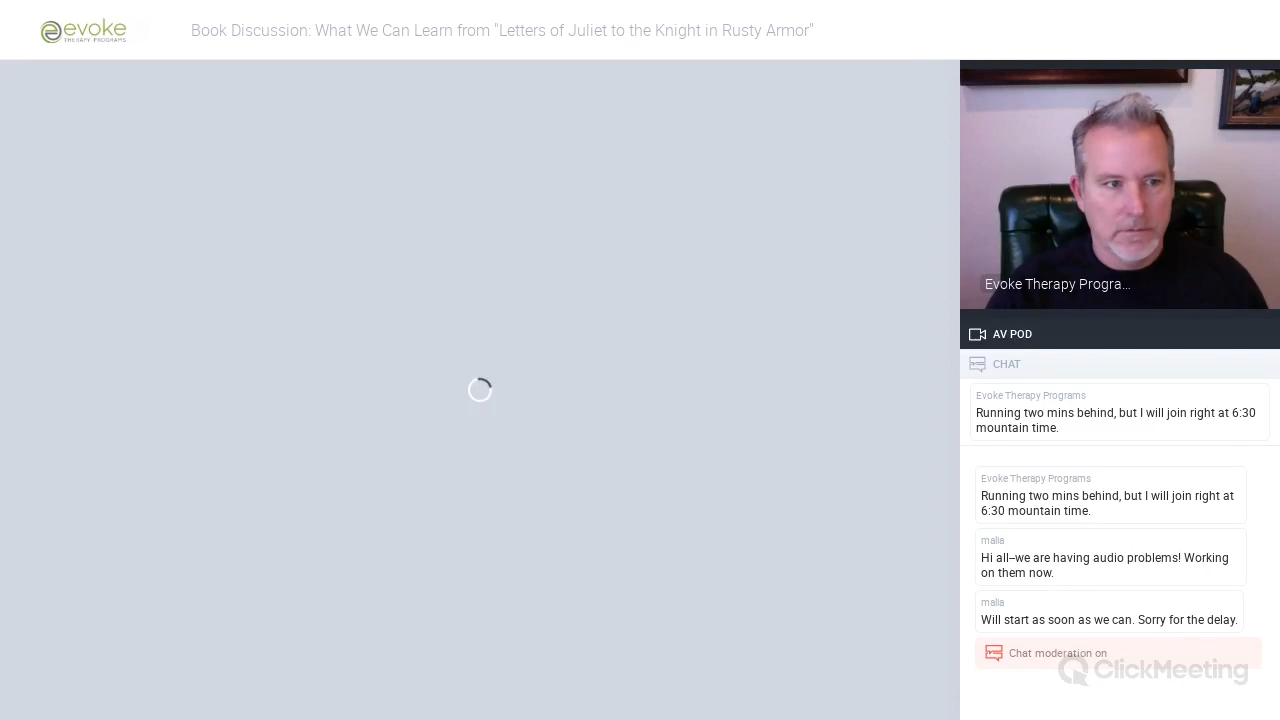 evoke
THERAPY PROGRAMS
Book Discussion: What We Can Learn from "Letters of Juliet to the Knight in Rusty Armor"
Evoke Therapy Progra...
AV POD
CHAT
Evoke Therapy Programs
Running two mins behind, but I will join right at 6:30
mountain time.
Evoke Therapy Programs
Running two mins behind, but I will join right at
6:30 mountain time.
malia
Hi all--we are having audio problems! Working
on them now.
malia
Will start as soon as we can. Sorry for the delay.
Chat moderation on
ClickMeeting